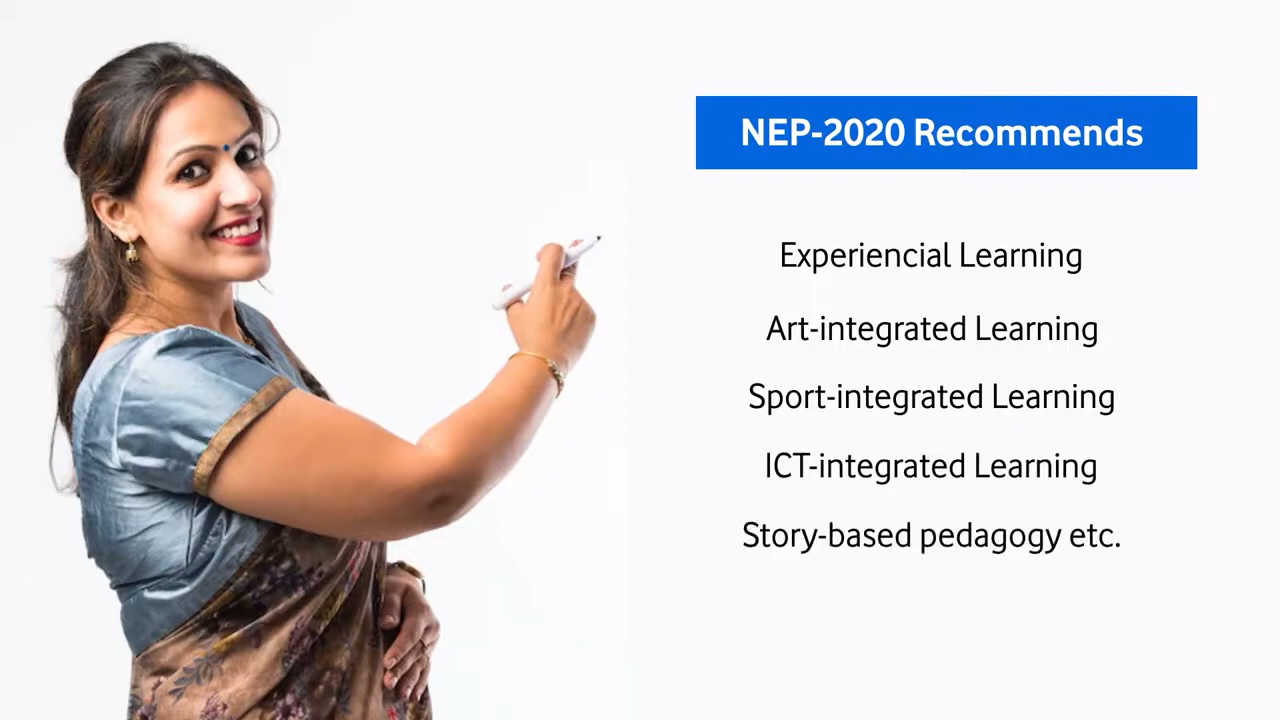 NEP-2020 Recommends
Experiencial Learning
Art-integrated Learning
Sport-integrated Learning
ICT-integrated Learning
Story-based pedagogy etc.